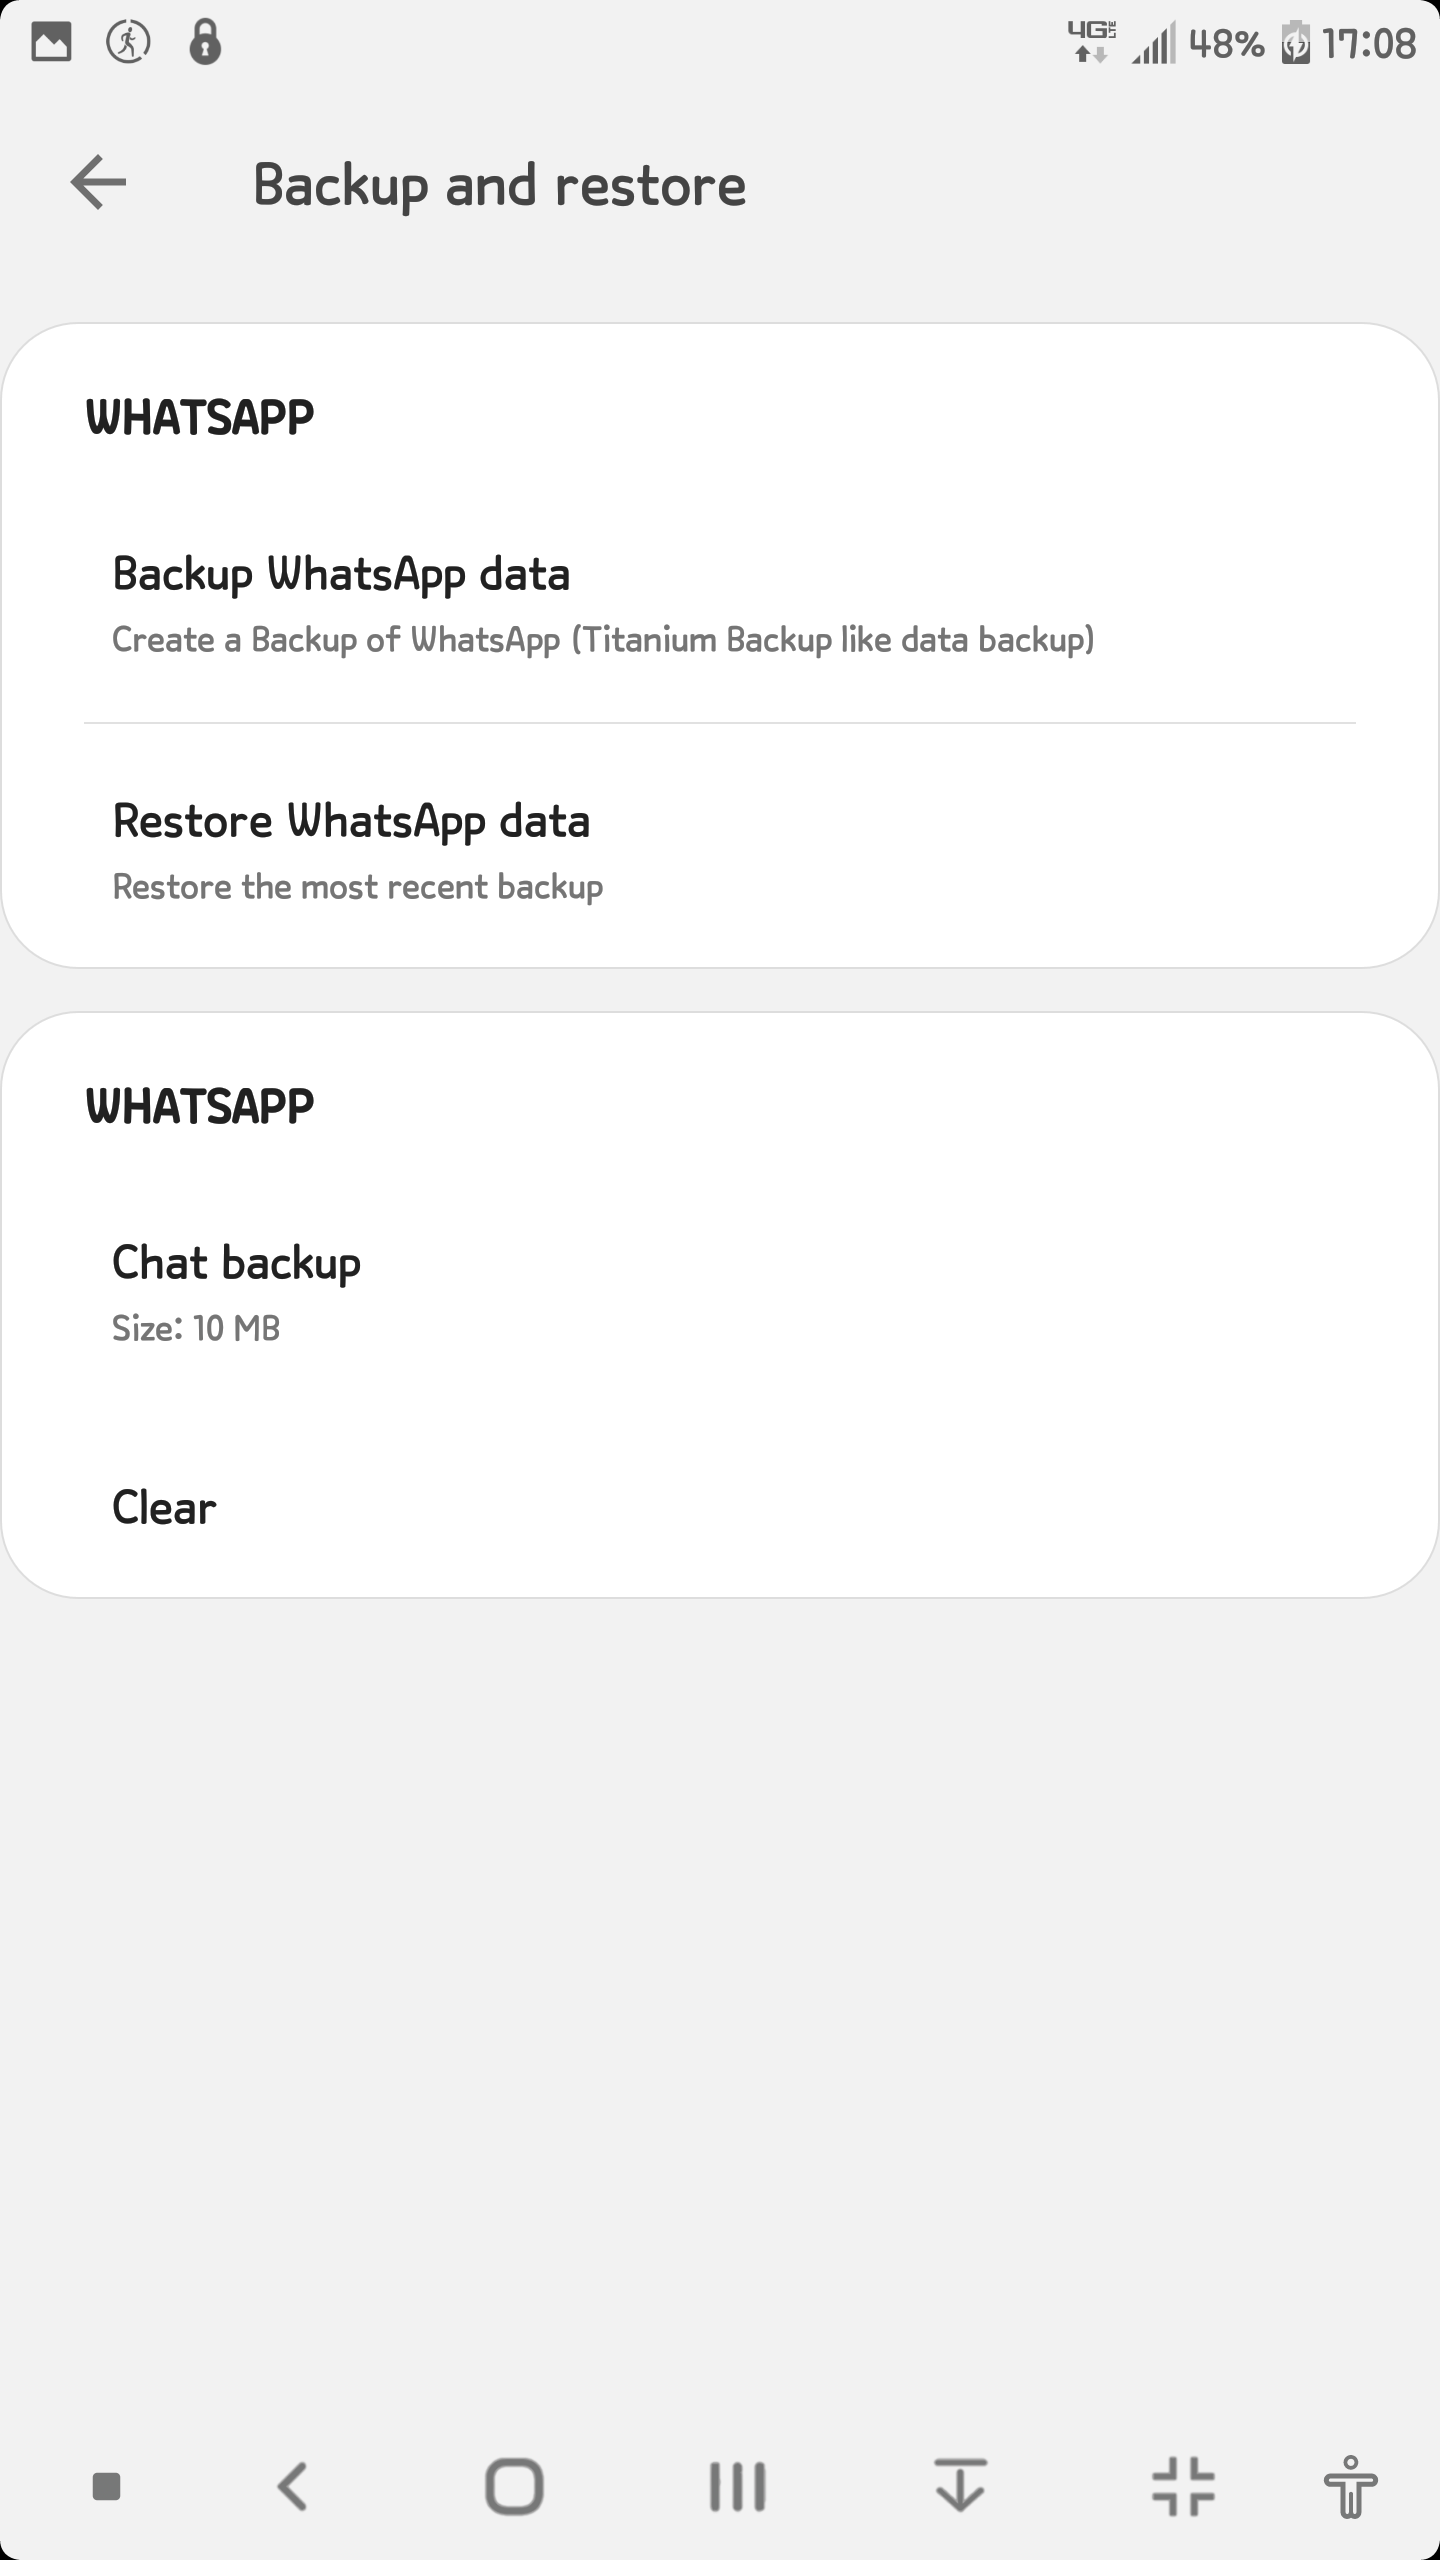 4G LTE 48% 17:08
Backup and restore
WHATSAPP
Backup WhatsApp data
Create a Backup of WhatsApp (Titanium Backup like data backup)
Restore WhatsApp data
Restore the most recent backup
WHATSAPP
Chat backup
Size: 10 MB
Clear